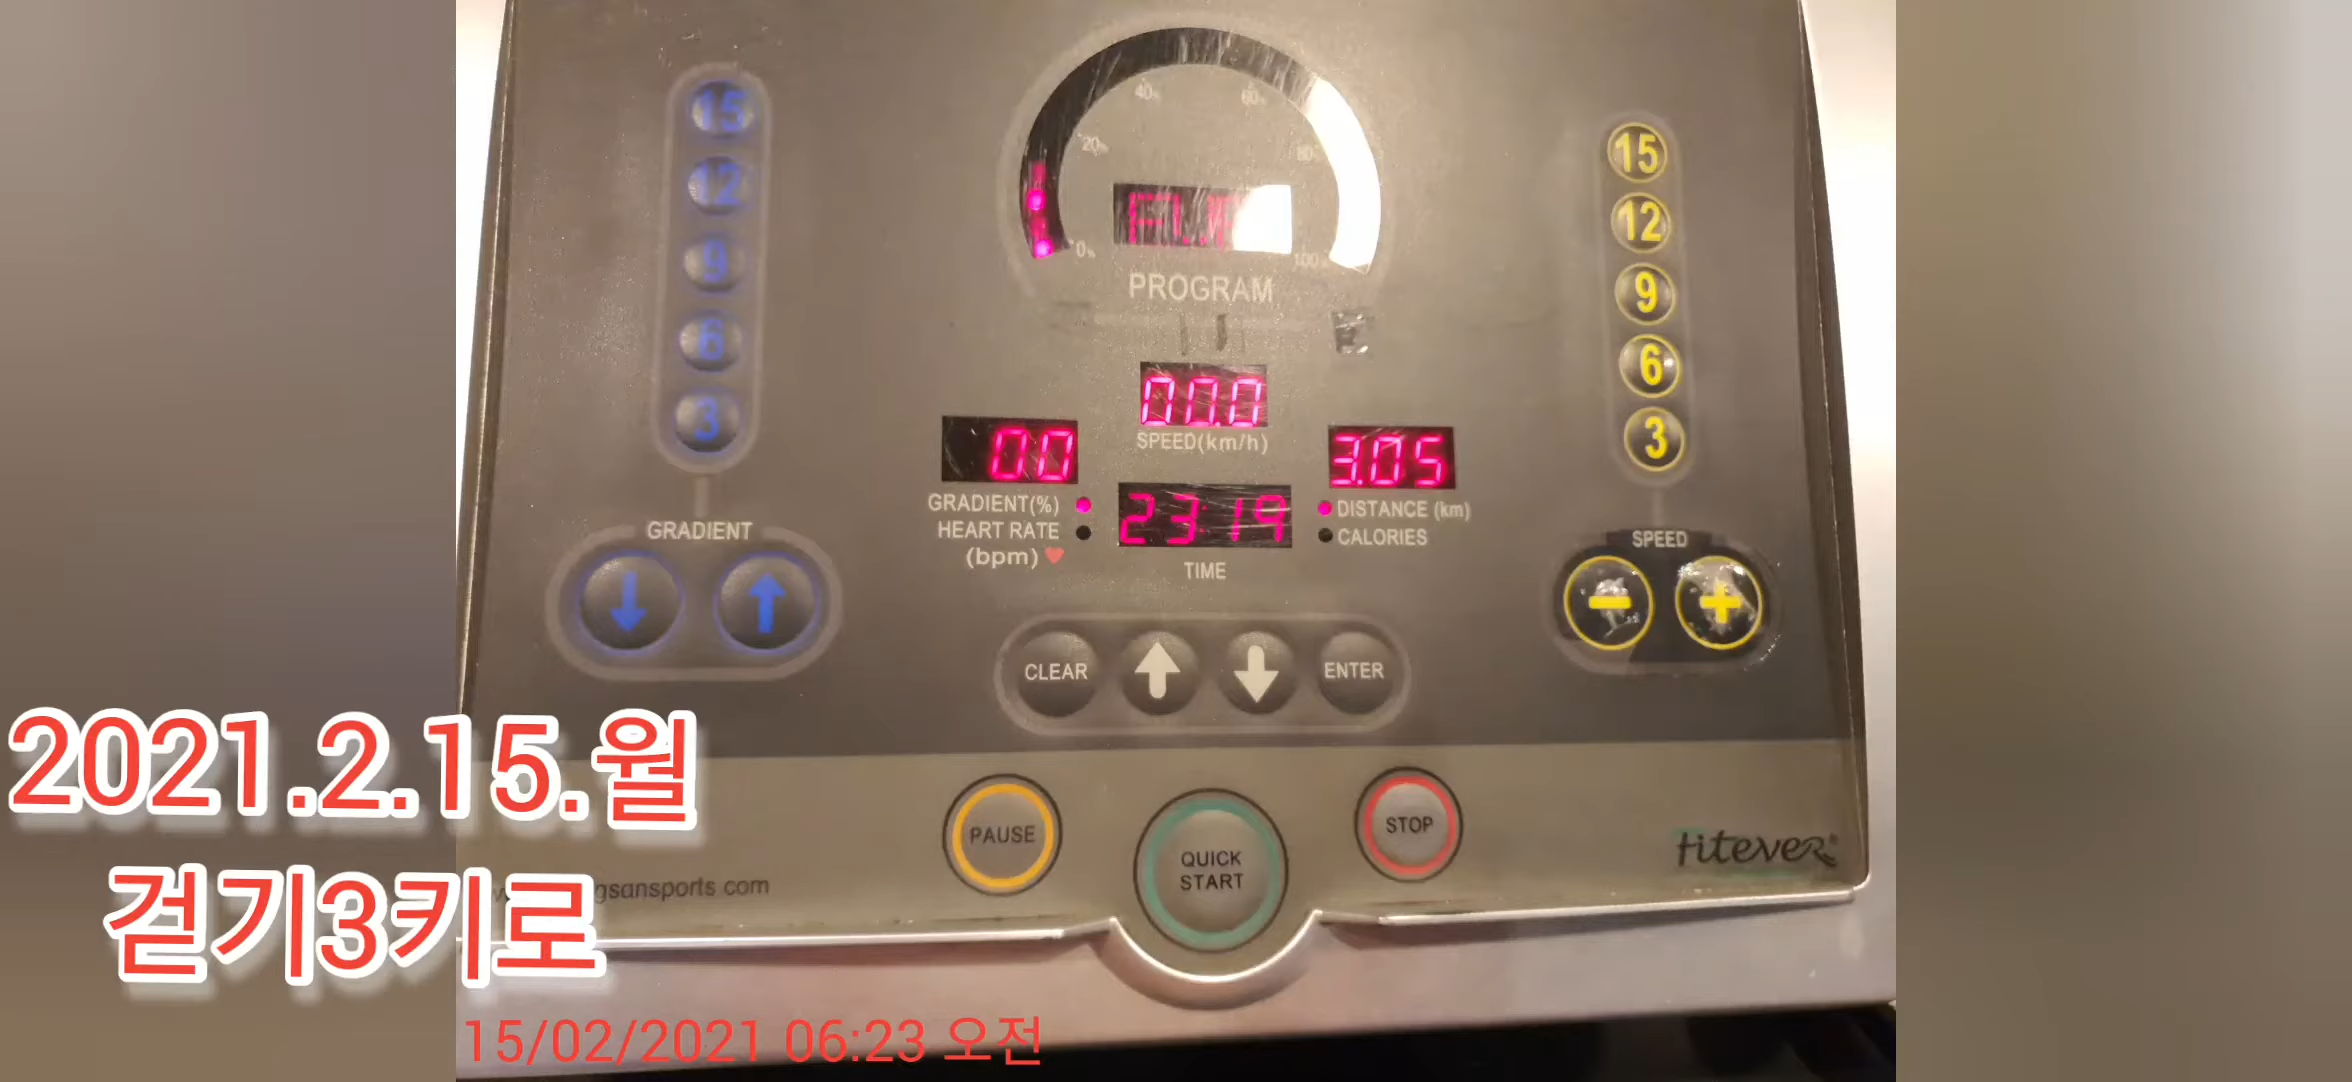 40%
60%
20%
80
0%
100
PROGRAM
15
12
9
6
3
GRADIENT
15
12
9
6
3
SPEED
00.0
SPEED(km/h)
00
GRADIENT(%)
HEART RATE
(bpm)
3.05
DISTANCE (km)
CALORIES
23:19
TIME
CLEAR
ENTER
PAUSE
QUICK
START
STOP
fitever®
gsansports.com
2021.2.15.월
걷기3키로
15/02/2021 06:23 오전